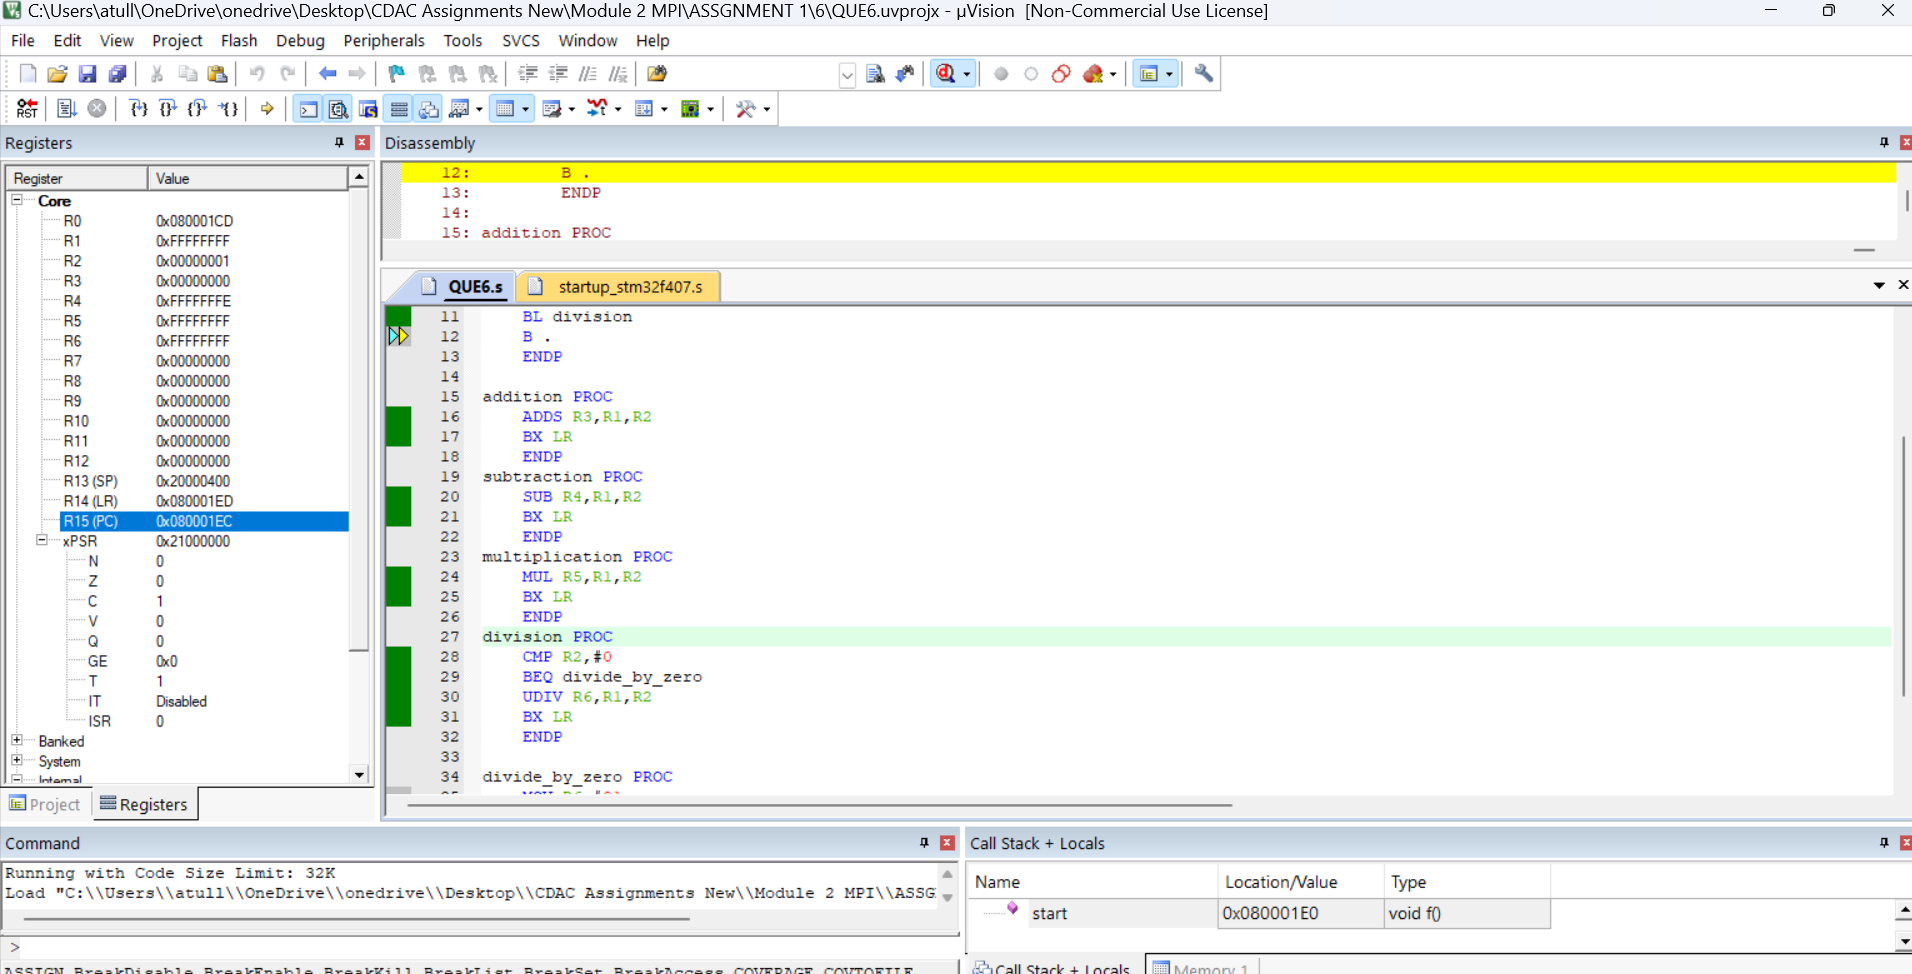 C:\Users\atull\OneDrive\onedrive\Desktop\CDAC Assignments New\Module 2 MPI\ASSGNMENT 1\6\QUE6.uvprojx - µVision [Non-Commercial Use License]
File Edit View Project Flash Debug Peripherals Tools SVCS Window Help
RST
Registers
Register Value
Core
R0 0x080001CD
R1 0xFFFFFFFF
R2 0x00000001
R3 0x00000000
R4 0xFFFFFFFE
R5 0xFFFFFFFF
R6 0xFFFFFFFF
R7 0x00000000
R8 0x00000000
R9 0x00000000
R10 0x00000000
R11 0x00000000
R12 0x00000000
R13 (SP) 0x20000400
R14 (LR) 0x080001ED
R15 (PC) 0x080001EC
xPSR 0x21000000
N 0
Z 0
C 1
V 0
Q 0
GE 0x0
T 1
IT Disabled
ISR 0
Banked
System
Internal
Project Registers
Disassembly
12: B .
13: ENDP
14:
15: addition PROC
QUE6.s startup_stm32f407.s
11 BL division
12 B .
13 ENDP
14
15 addition PROC
16 ADDS R3,R1,R2
17 BX LR
18 ENDP
19 subtraction PROC
20 SUB R4,R1,R2
21 BX LR
22 ENDP
23 multiplication PROC
24 MUL R5,R1,R2
25 BX LR
26 ENDP
27 division PROC
28 CMP R2,#0
29 BEQ divide_by_zero
30 UDIV R6,R1,R2
31 BX LR
32 ENDP
33
34 divide_by_zero PROC
Command
Running with Code Size Limit: 32K
Load "C:\\Users\\atull\\OneDrive\\onedrive\\Desktop\\CDAC Assignments New\\Module 2 MPI\\ASSG
>
ASSIGN BreakDisable BreakEnable BreakKill BreakList BreakSet BreakAccess COVERAGE COVTOFILE
Call Stack + Locals
Name Location/Value Type
start 0x080001E0 void f()
Call Stack + Locals Memory 1